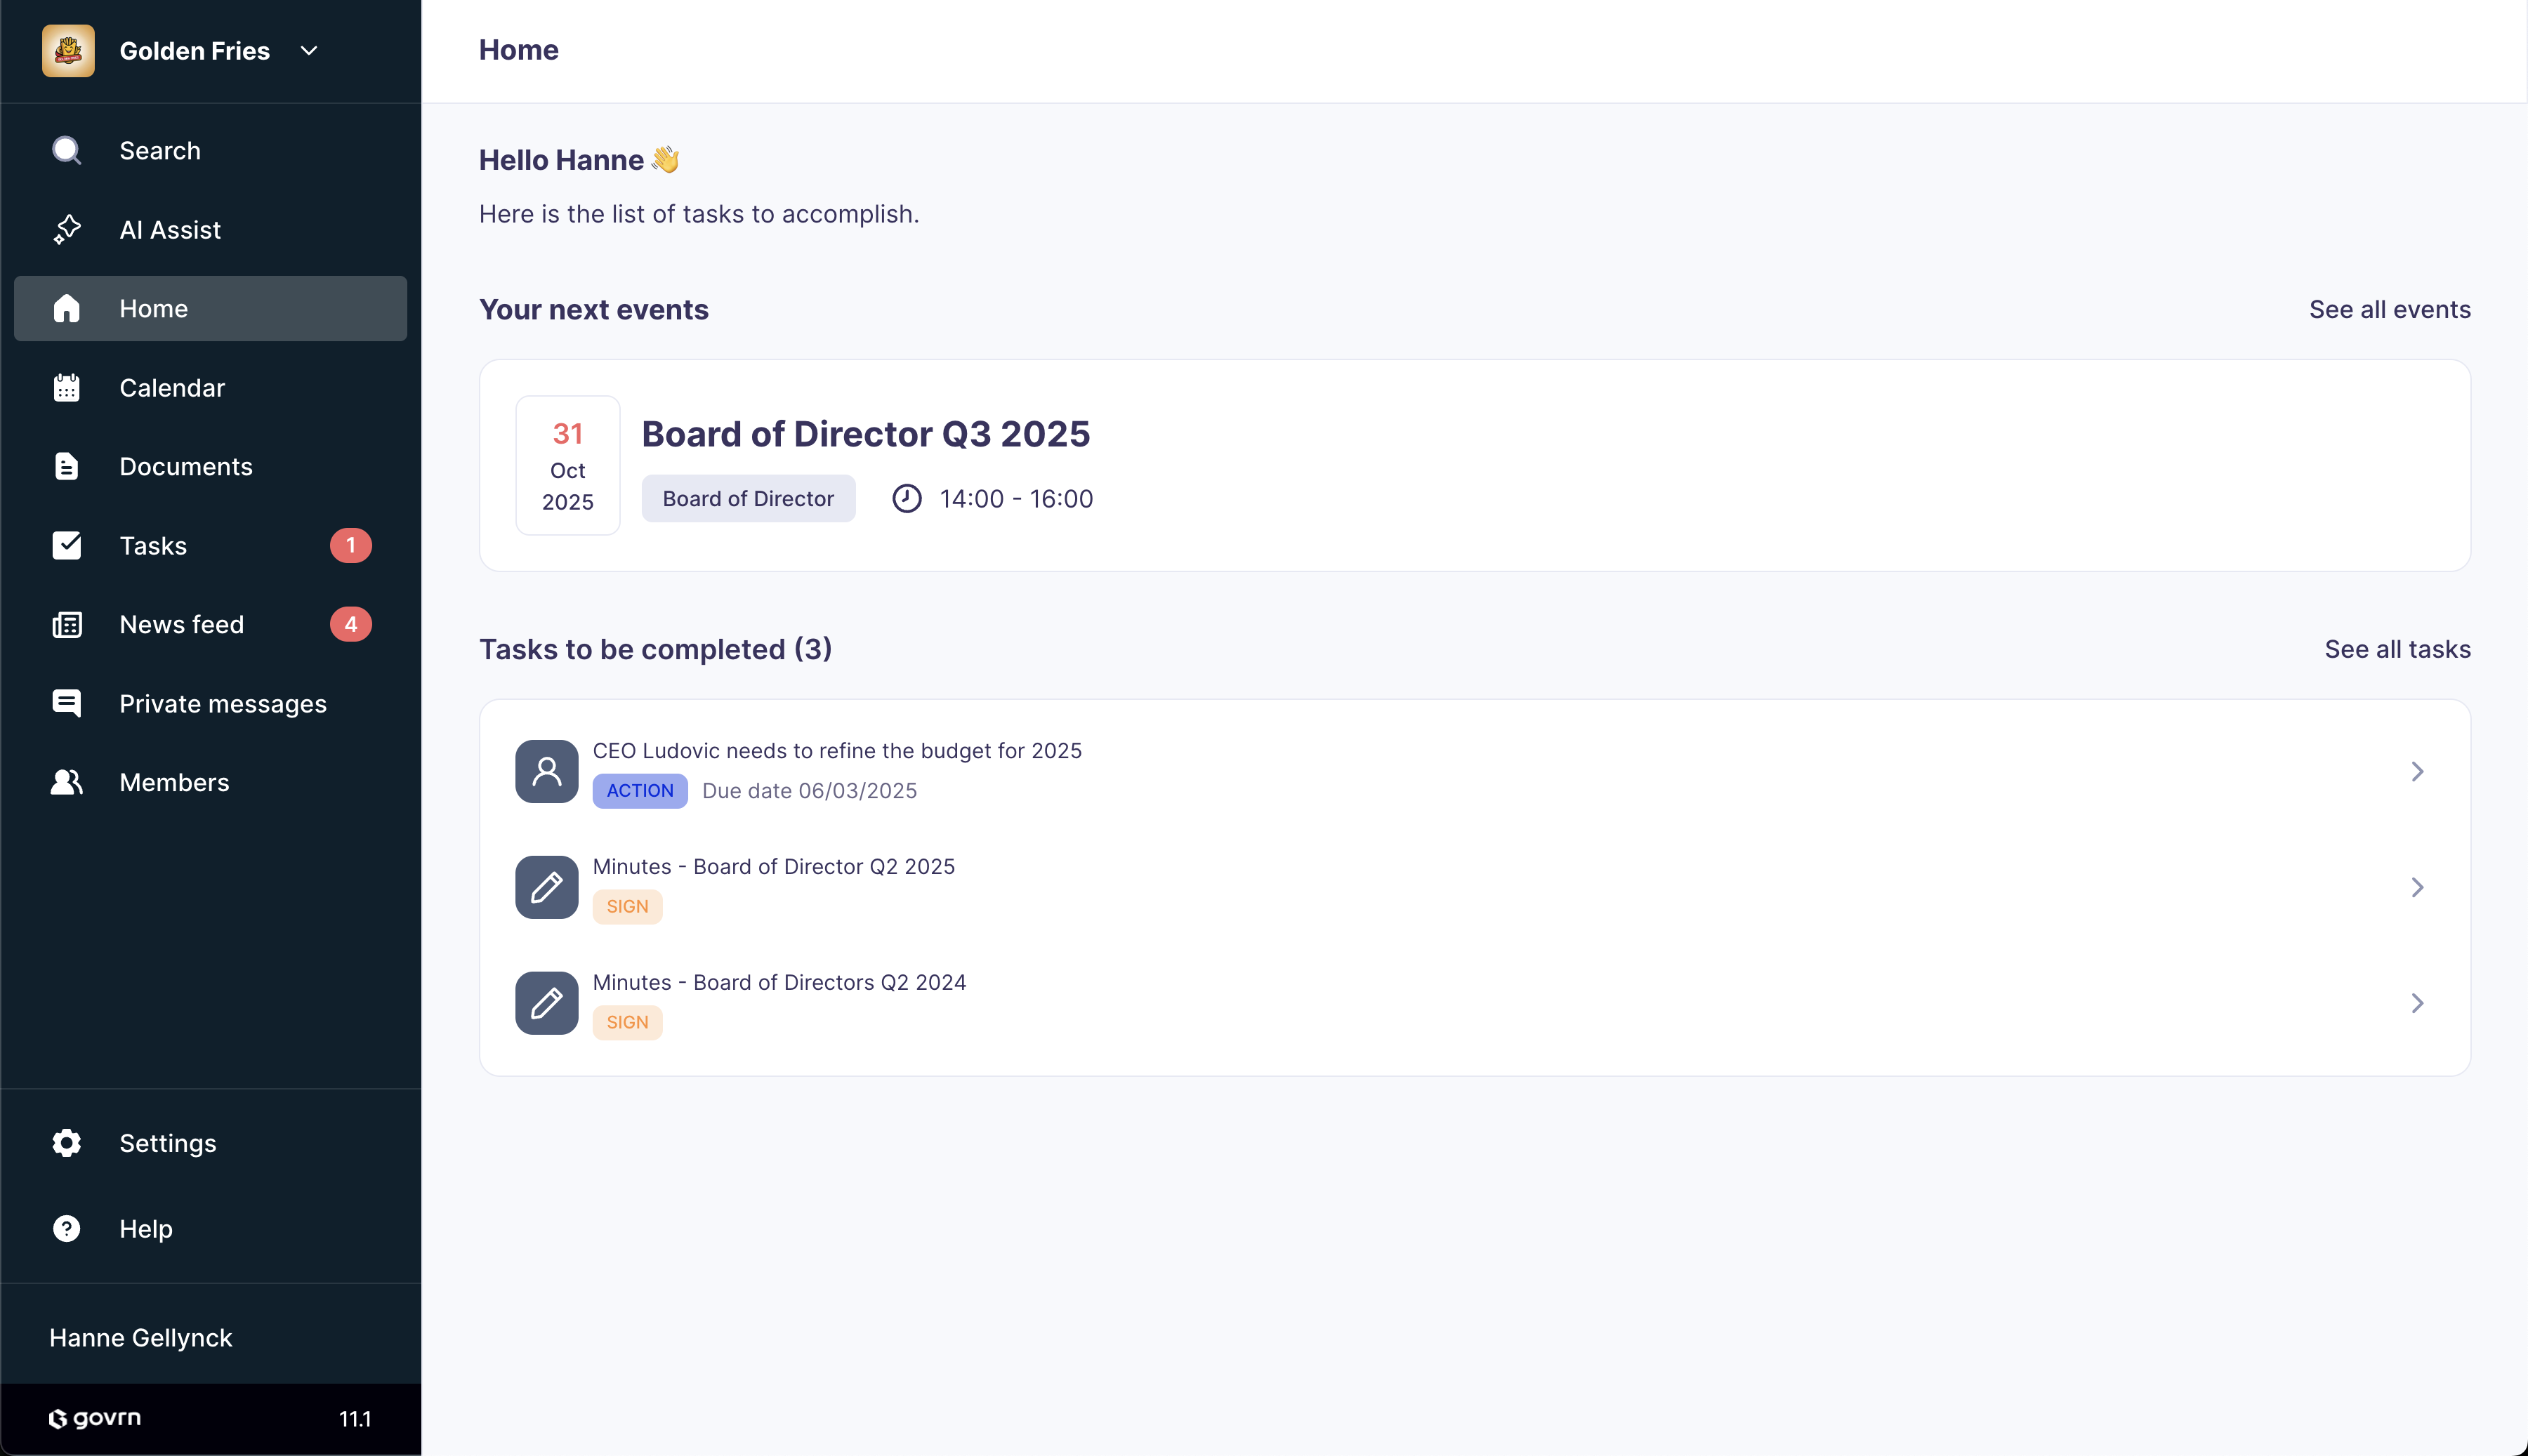 Golden Fries
Search
AI Assist
Home
Calendar
Documents
Tasks
1
News feed
4
Private messages
Members
Settings
Help
Hanne Gellynck
govrn
11.1
Home
Hello Hanne 👋
Here is the list of tasks to accomplish.
Your next events
See all events
31
Oct
2025
Board of Director Q3 2025
Board of Director
14:00 - 16:00
Tasks to be completed (3)
See all tasks
CEO Ludovic needs to refine the budget for 2025
ACTION
Due date 06/03/2025
Minutes - Board of Director Q2 2025
SIGN
Minutes - Board of Directors Q2 2024
SIGN